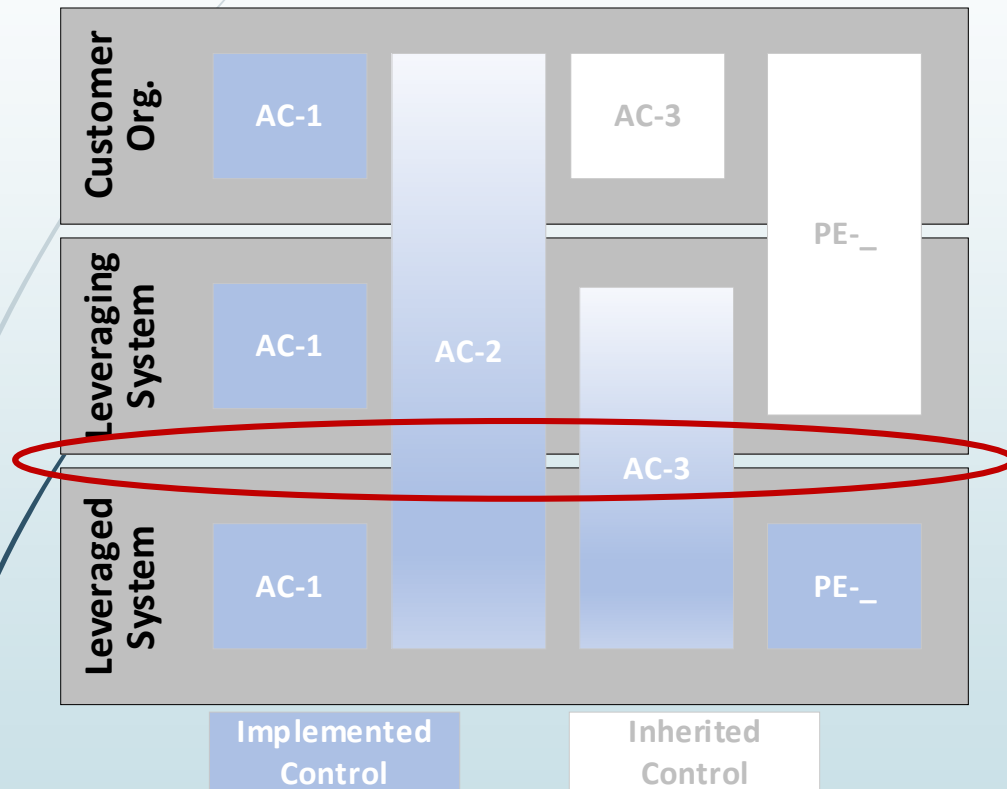 Customer
Org.
AC-1
AC-3
PE-_
Leveraging
System
AC-1
AC-2
AC-3
Leveraged
System
AC-1
PE-_
Implemented
Control
Inherited
Control